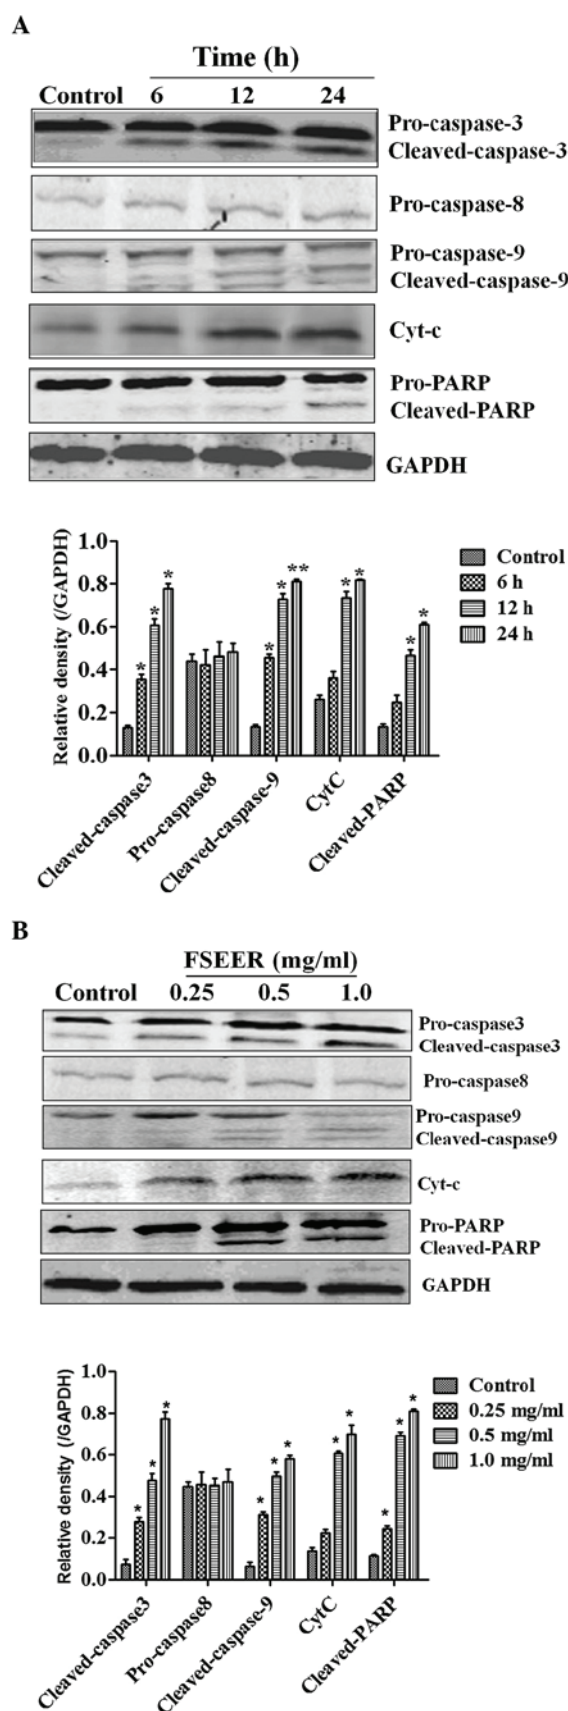 A
Time (h)
Control 6 12 24
Pro-caspase-3
Cleaved-caspase-3
Pro-caspase-8
Pro-caspase-9
Cleaved-caspase-9
Cyt-c
Pro-PARP
Cleaved-PARP
GAPDH
Relative density (/GAPDH)
1.0
0.8
0.6
0.4
0.2
0.0
* * *
* * **
* *
* *
Control
6 h
12 h
24 h
Cleaved-caspase3
Pro-caspase8
Cleaved-caspase-9
CytC
Cleaved-PARP
B
FSEER (mg/ml)
Control 0.25 0.5 1.0
Pro-caspase3
Cleaved-caspase3
Pro-caspase8
Pro-caspase9
Cleaved-caspase9
Cyt-c
Pro-PARP
Cleaved-PARP
GAPDH
Relative density (/GAPDH)
1.0
0.8
0.6
0.4
0.2
0.0
* * *
* * *
* *
* * *
Control
0.25 mg/ml
0.5 mg/ml
1.0 mg/ml
Cleaved-caspase3
Pro-caspase8
Cleaved-caspase-9
CytC
Cleaved-PARP